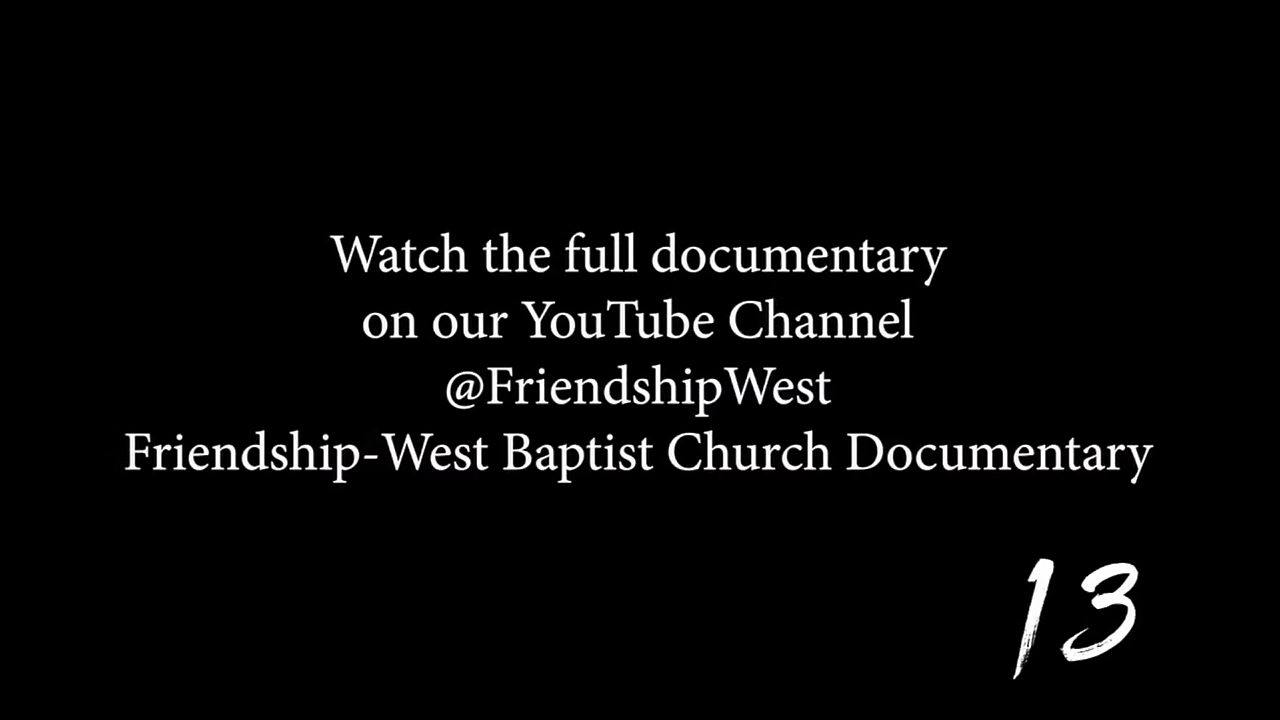 Watch the full documentary
on our YouTube Channel
@FriendshipWest
Friendship-West Baptist Church Documentary
13